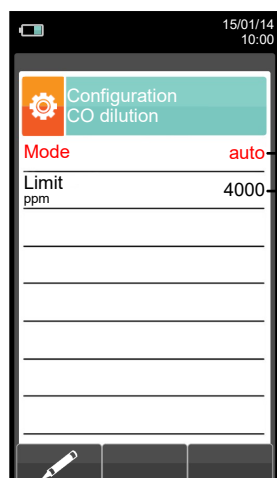 15/01/14
10:00
Configuration
CO dilution
Mode auto
Limit 4000
ppm